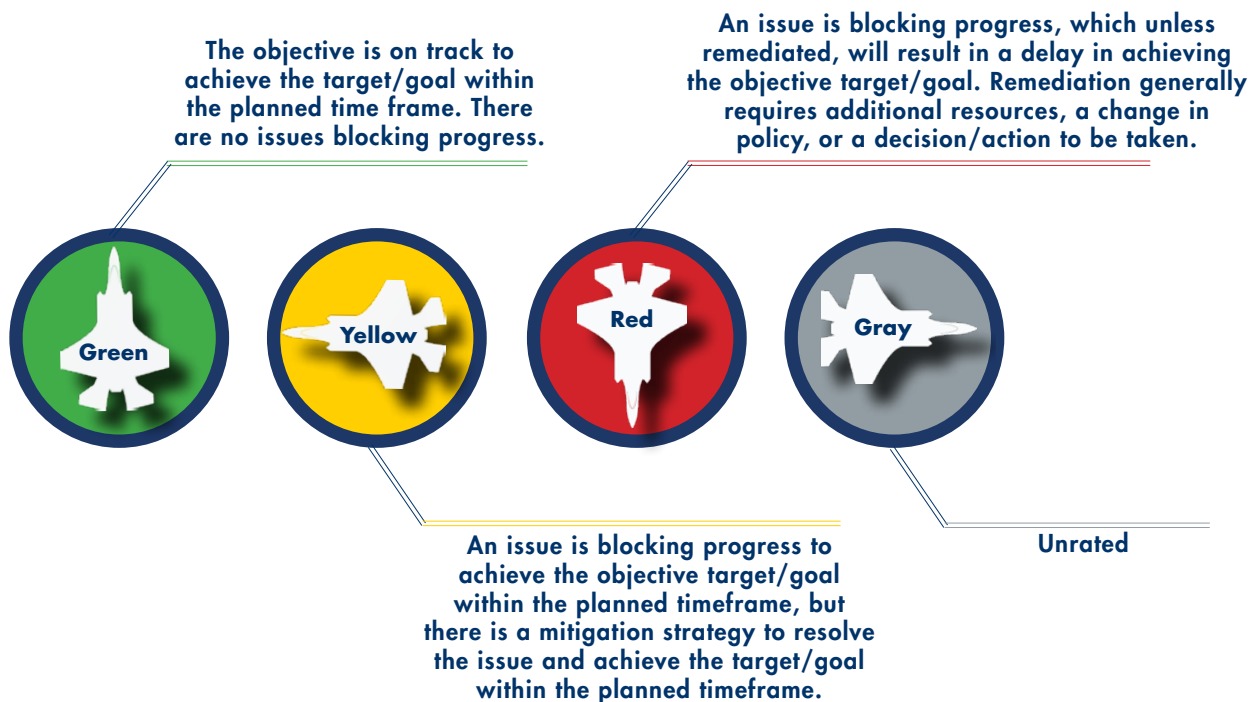 The objective is on track to
achieve the target/goal within
the planned time frame. There
are no issues blocking progress.
An issue is blocking progress, which unless
remediated, will result in a delay in achieving
the objective target/goal. Remediation generally
requires additional resources, a change in
policy, or a decision/action to be taken.
Green
Yellow
Red
Gray
An issue is blocking progress to
achieve the objective target/goal
within the planned timeframe, but
there is a mitigation strategy to resolve
the issue and achieve the target/goal
within the planned timeframe.
Unrated